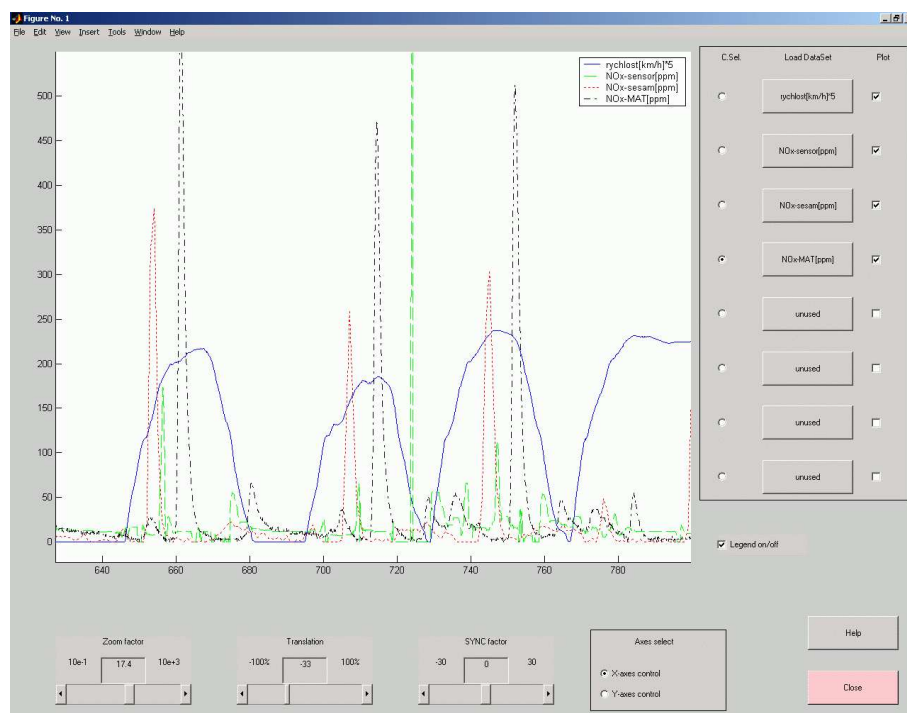 Figure No. 1
File Edit View Insert Tools Window Help
rychlost[km/h]*5
NOx-sensor[ppm]
NOx-sesam[ppm]
NOx-MAT[ppm]
500
450
400
350
300
250
200
150
100
50
0
640 660 680 700 720 740 760 780
C.Sel. Load DataSet Plot
rychlost[km/h]*5
NOx-sensor[ppm]
NOx-sesam[ppm]
NOx-MAT[ppm]
unused
unused
unused
unused
Legend on/off
Zoom factor
10e-1 17.4 10e+3
Translation
-100% -33 100%
SYNC factor
-30 0 30
Axes select
X-axes control
Y-axes control
Help
Close